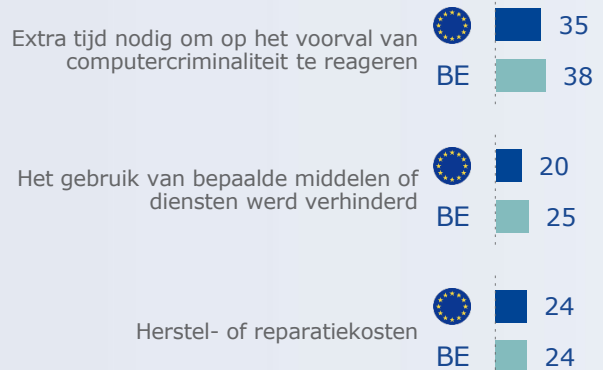 Extra tijd nodig om op het voorval van
computercriminaliteit te reageren
35
BE 38
Het gebruik van bepaalde middelen of
diensten werd verhinderd
20
BE 25
Herstel- of reparatiekosten
24
BE 24